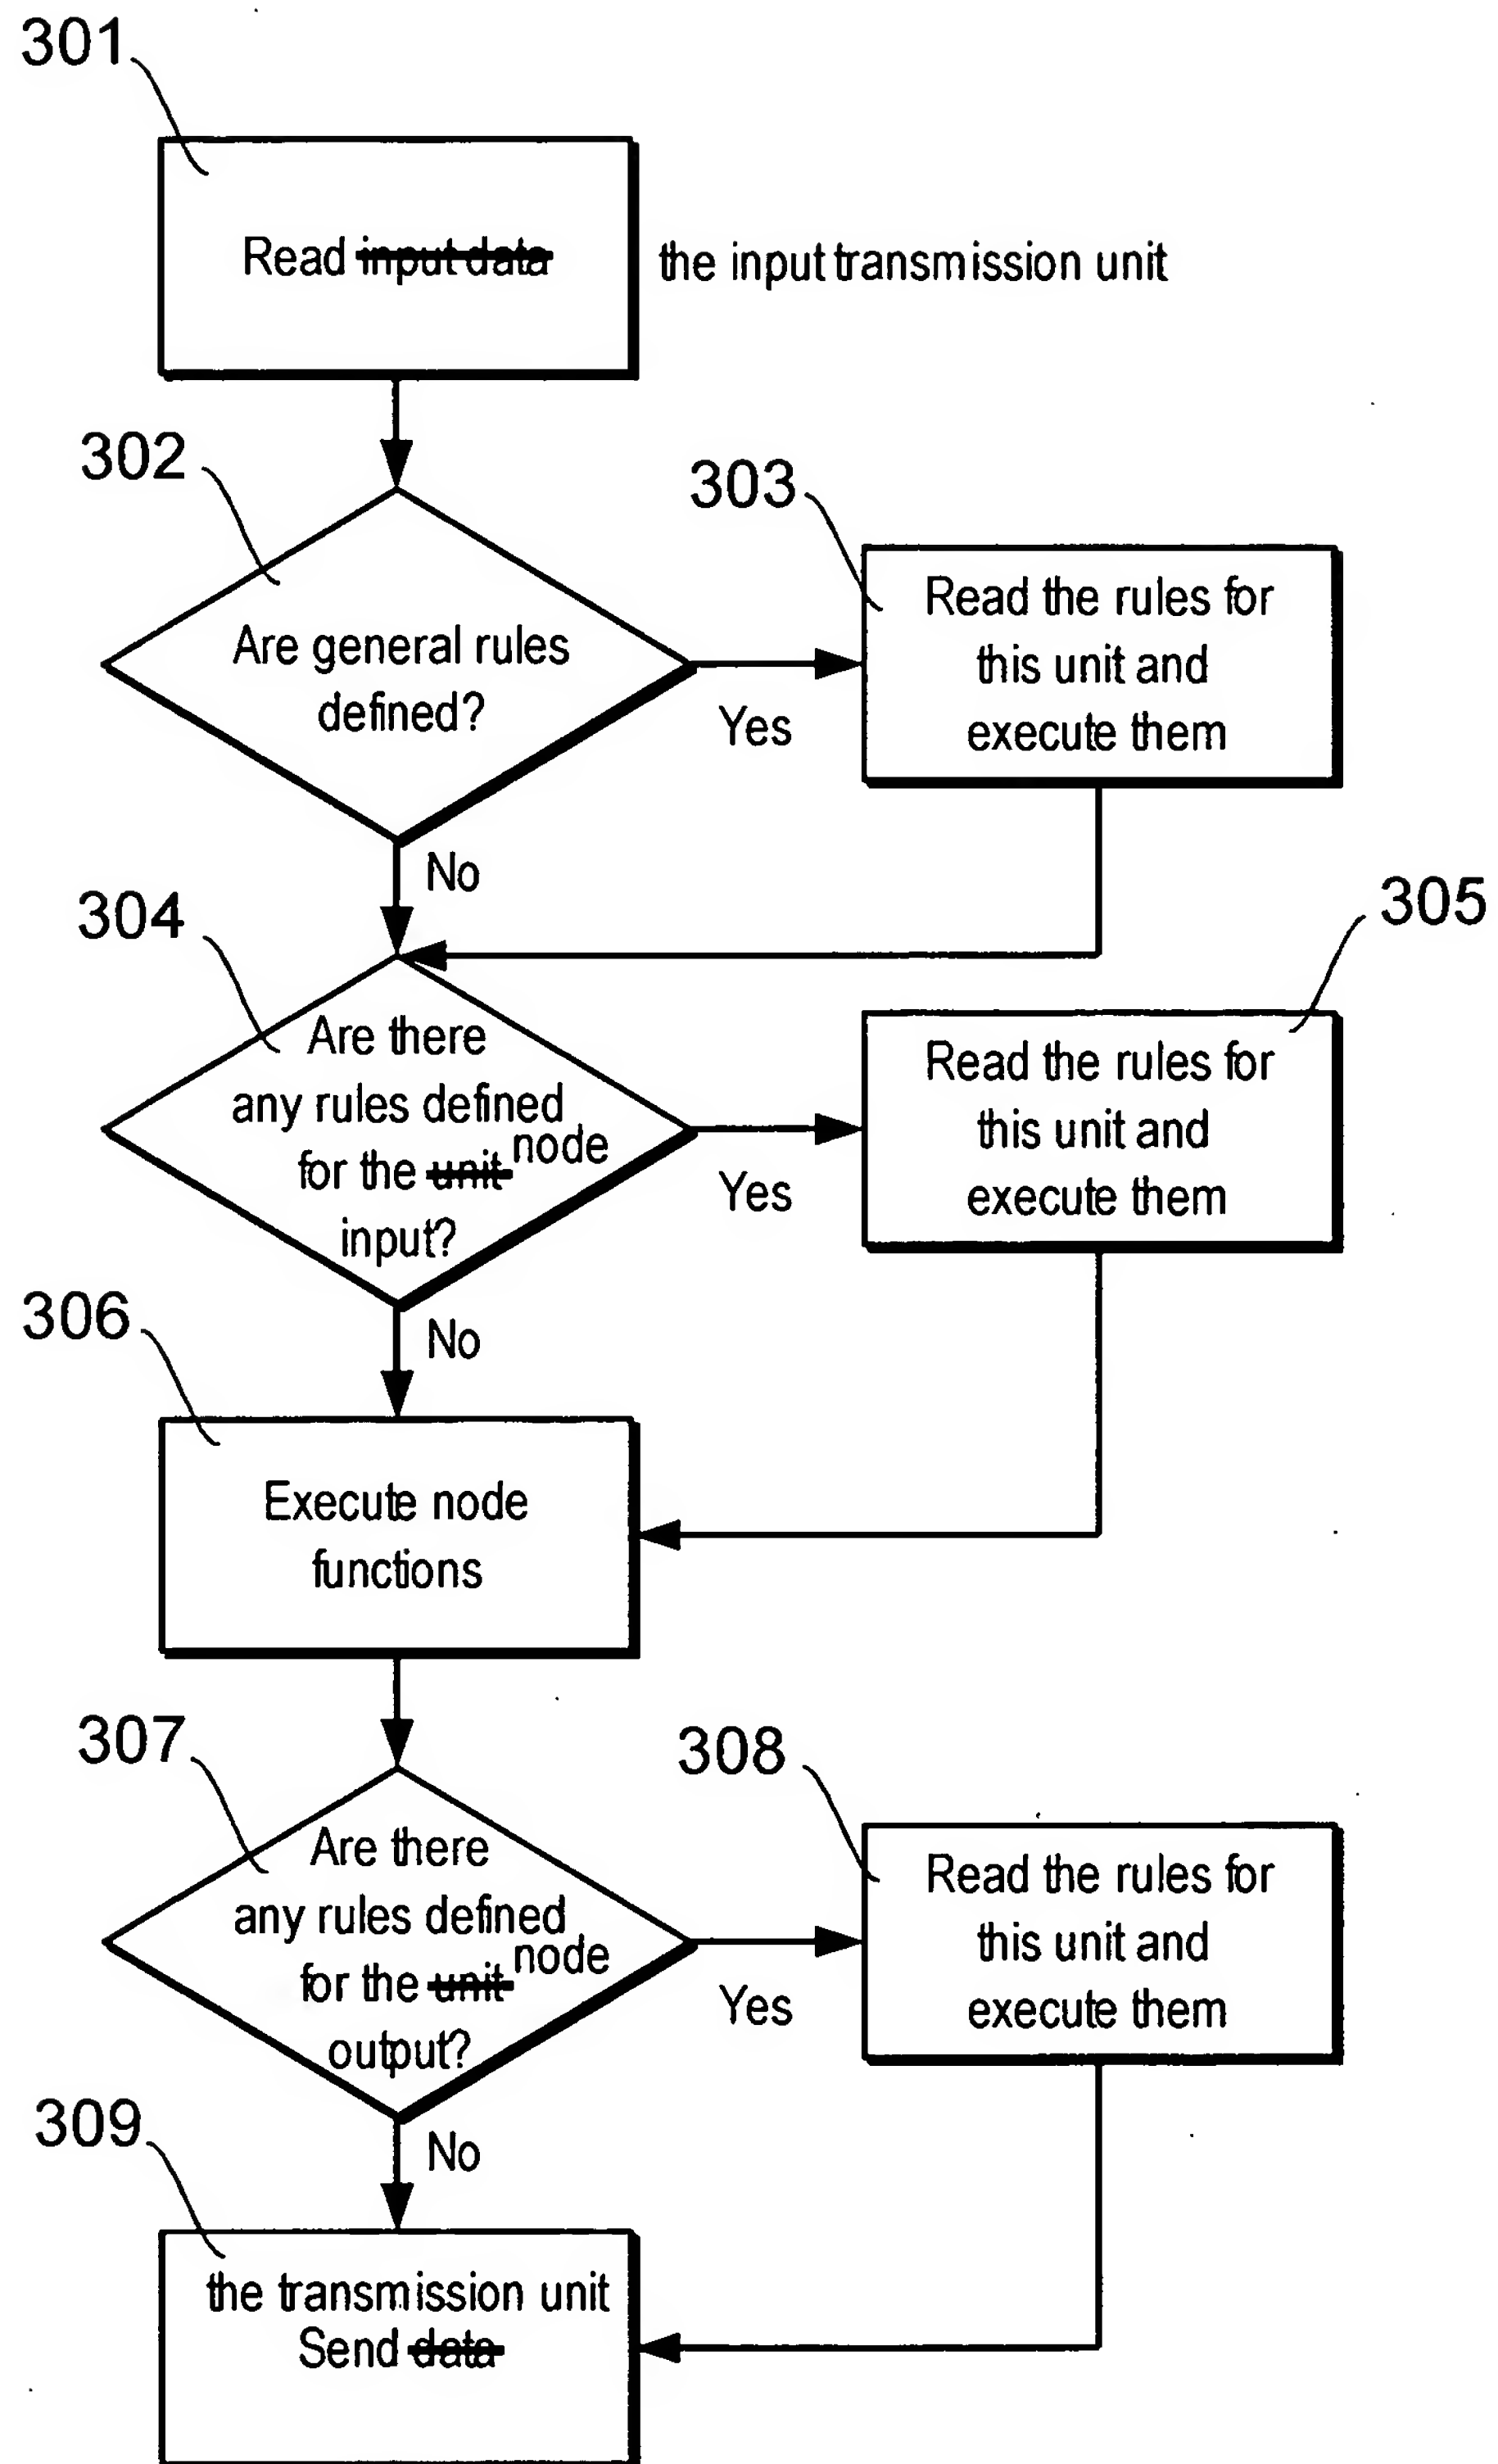 301
Read input data the input transmission unit
302
Are general rules
defined?
Yes
No
303
Read the rules for
this unit and
execute them
304
Are there
any rules defined
for the unit node
input?
Yes
No
305
Read the rules for
this unit and
execute them
306
Execute node
functions
307
Are there
any rules defined
for the unit node
output?
Yes
No
308
Read the rules for
this unit and
execute them
309
the transmission unit
Send data